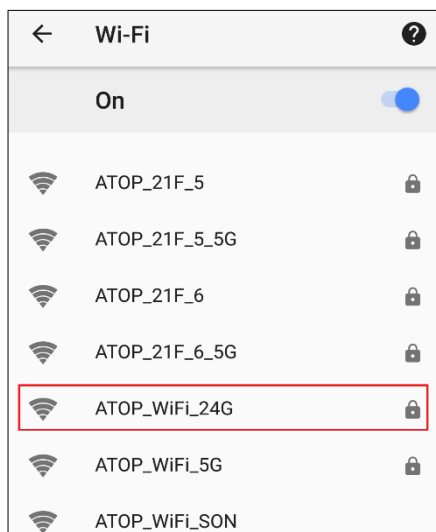 Wi-Fi
On
ATOP_21F_5
ATOP_21F_5_5G
ATOP_21F_6
ATOP_21F_6_5G
ATOP_WiFi_24G
ATOP_WiFi_5G
ATOP_WiFi_SON